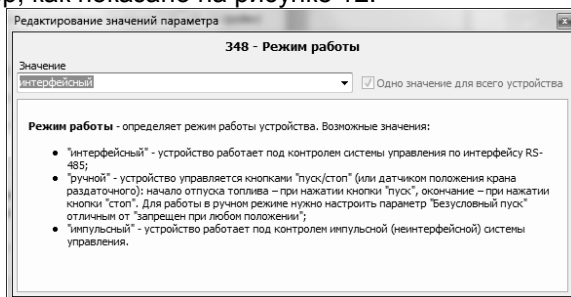 р, как показано на рисунке 12.
Редактирование значений параметра
348 - Режим работы
Значение
интерфейсный
Одно значение для всего устройства
Режим работы - определяет режим работы устройства. Возможные значения:
• "интерфейсный" - устройство работает под контролем системы управления по интерфейсу RS-
485;
• "ручной" - устройство управляется кнопками "пуск/стоп" (или датчиком положения крана
раздаточного): начало отпуска топлива – при нажатии кнопки "пуск", окончание – при нажатии
кнопки "стоп". Для работы в ручном режиме нужно настроить параметр "Безусловный пуск"
отличным от "запрещен при любом положении";
• "импульсный" - устройство работает под контролем импульсной (неинтерфейсной) системы
управления.